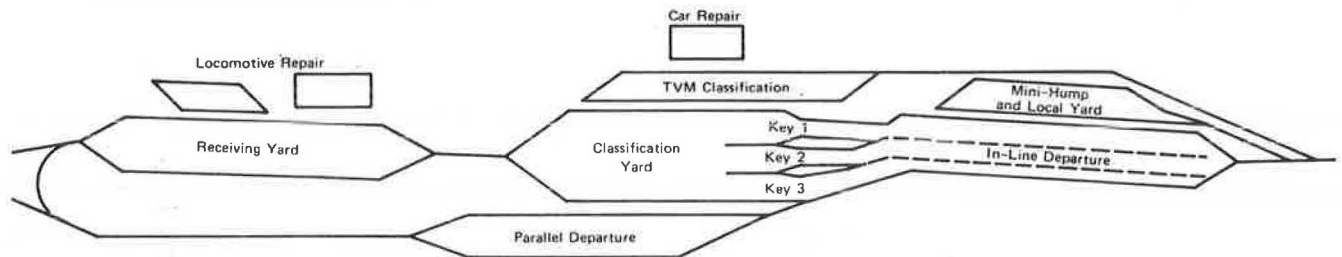 Car Repair
Locomotive Repair
TVM Classification
Mini-Hump
and Local Yard
Key 1
Receiving Yard
Classification
Yard
Key 2
In-Line Departure
Key 3
Parallel Departure